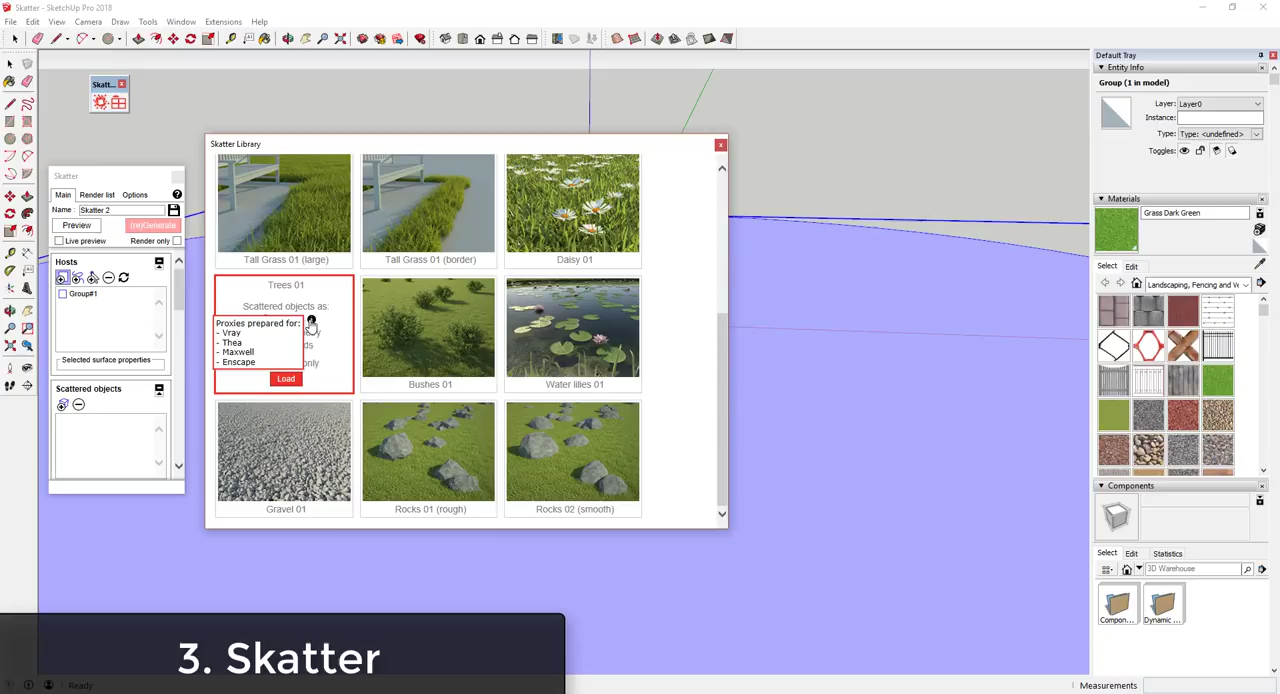 Skatter - SketchUp Pro 2018
File Edit View Camera Draw Tools Window Extensions Help
Skatt...
Skatter
Main Render list Options
Name : Skatter 2
Preview (re)Generate
Live preview Render only
Hosts
Group#1
Selected surface properties
Scattered objects
Skatter Library
Tall Grass 01 (large) Tall Grass 01 (border) Daisy 01
Trees 01
Scattered objects as:
Proxies prepared for:
- Vray
- Thea
- Maxwell
- Enscape
only
Load
Bushes 01 Water lilies 01
Gravel 01 Rocks 01 (rough) Rocks 02 (smooth)
Default Tray
Entity Info
Group (1 in model)
Layer: Layer0
Instance:
Type: Type: <undefined>
Toggles:
Materials
Grass Dark Green
Select Edit
Landscaping, Fencing and Ve
Components
Select Edit Statistics
3D Warehouse
Compon... Dynamic ...
3. Skatter
Ready
Measurements